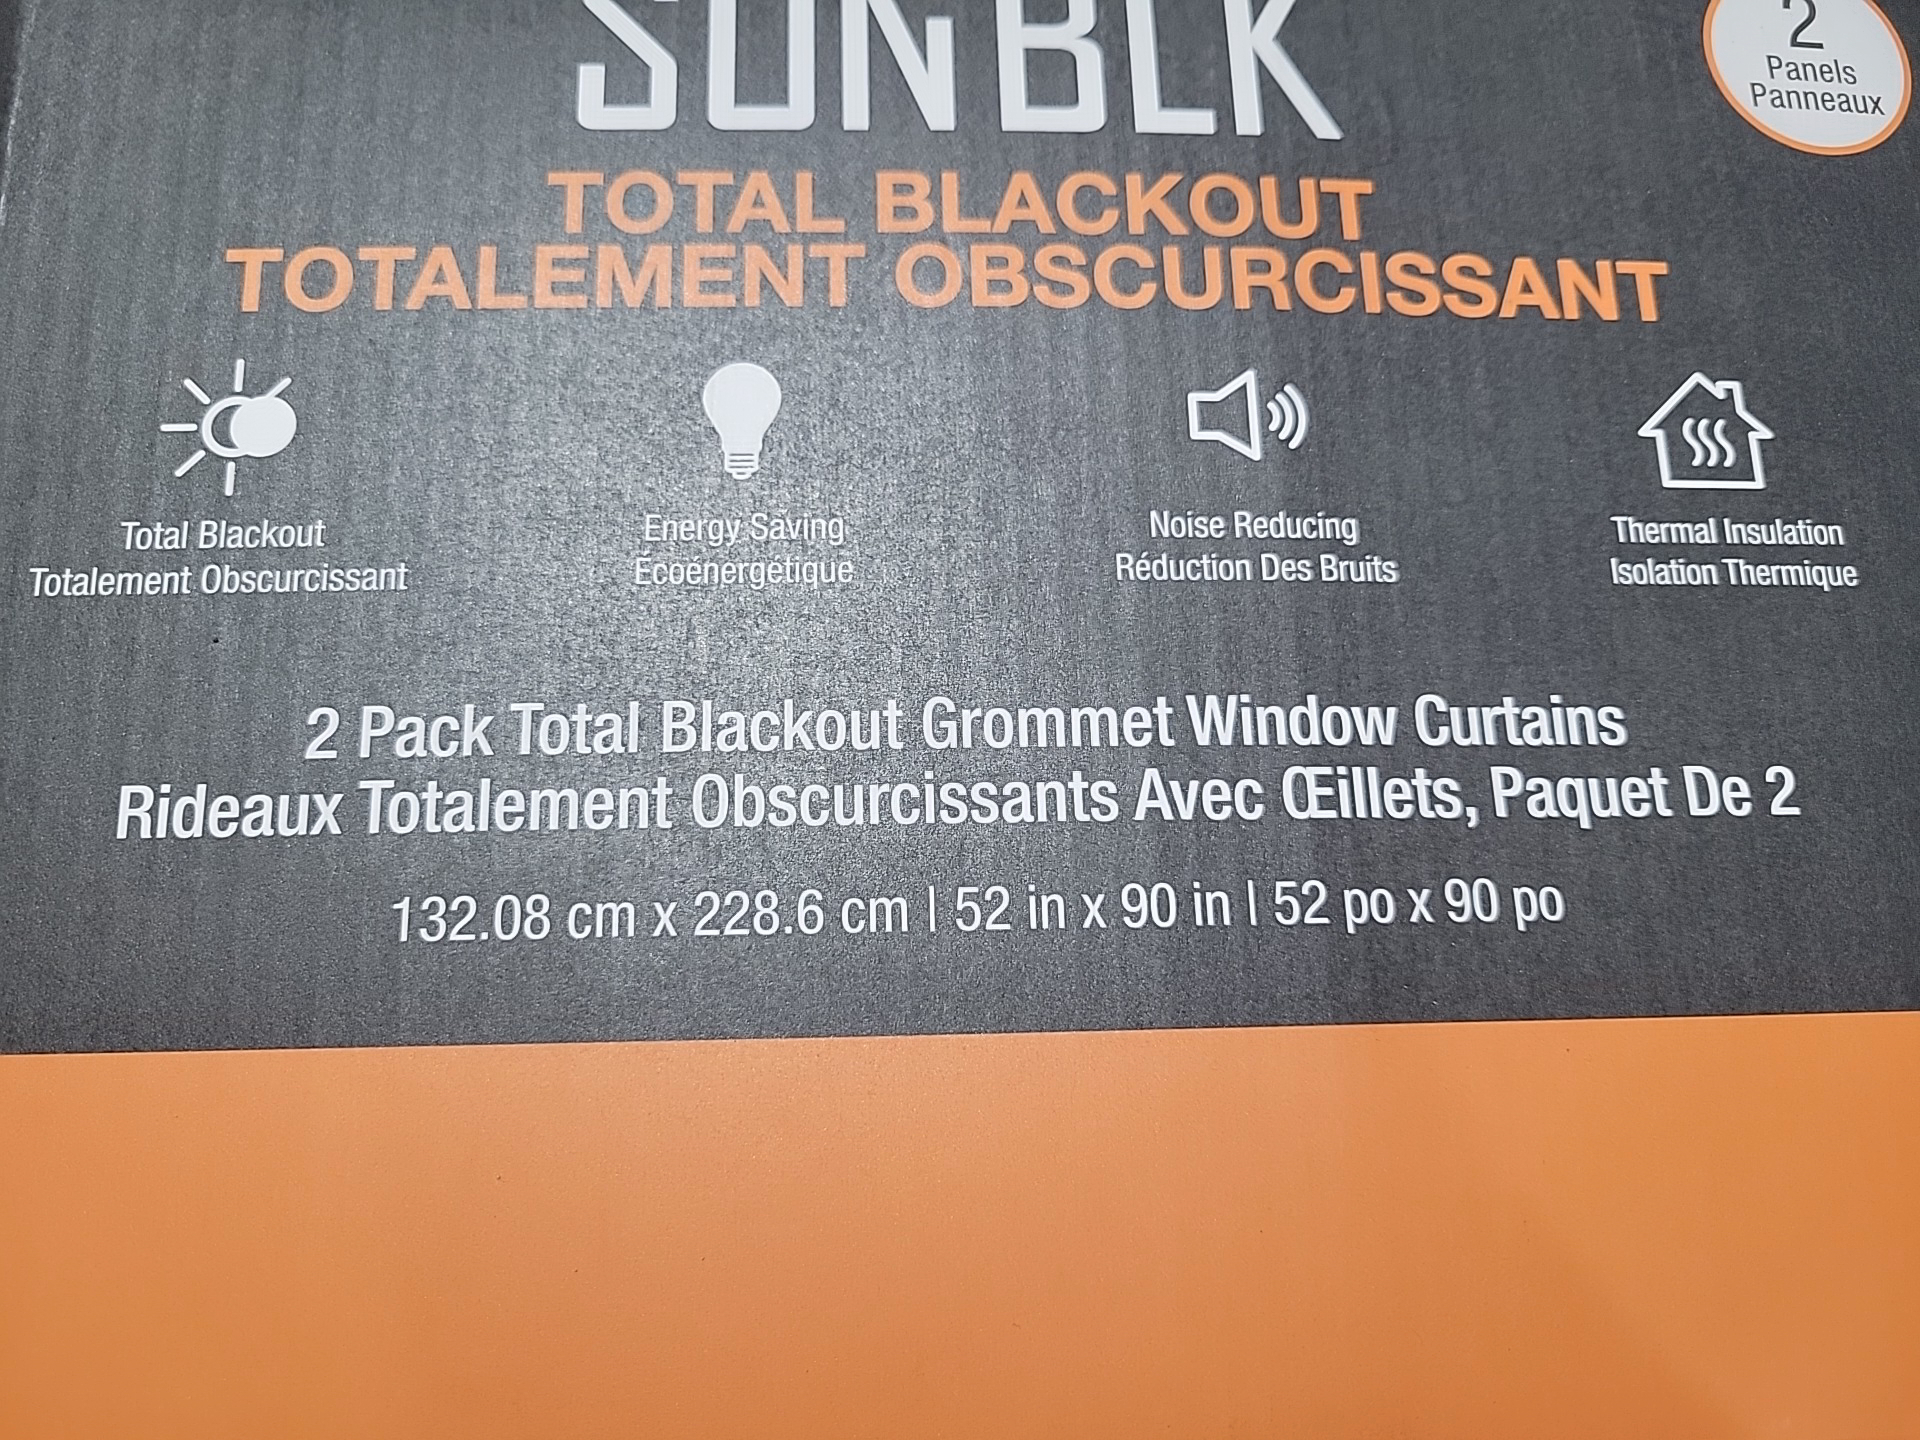 SUN BLK
2
Panels
Panneaux
TOTAL BLACKOUT
TOTALEMENT OBSCURCISSANT
Total Blackout
Totalement Obscurcissant
Energy Saving
Écoénergétique
Noise Reducing
Réduction Des Bruits
Thermal Insulation
Isolation Thermique
2 Pack Total Blackout Grommet Window Curtains
Rideaux Totalement Obscurcissants Avec Œillets, Paquet De 2
132.08 cm x 228.6 cm | 52 in x 90 in | 52 po x 90 po